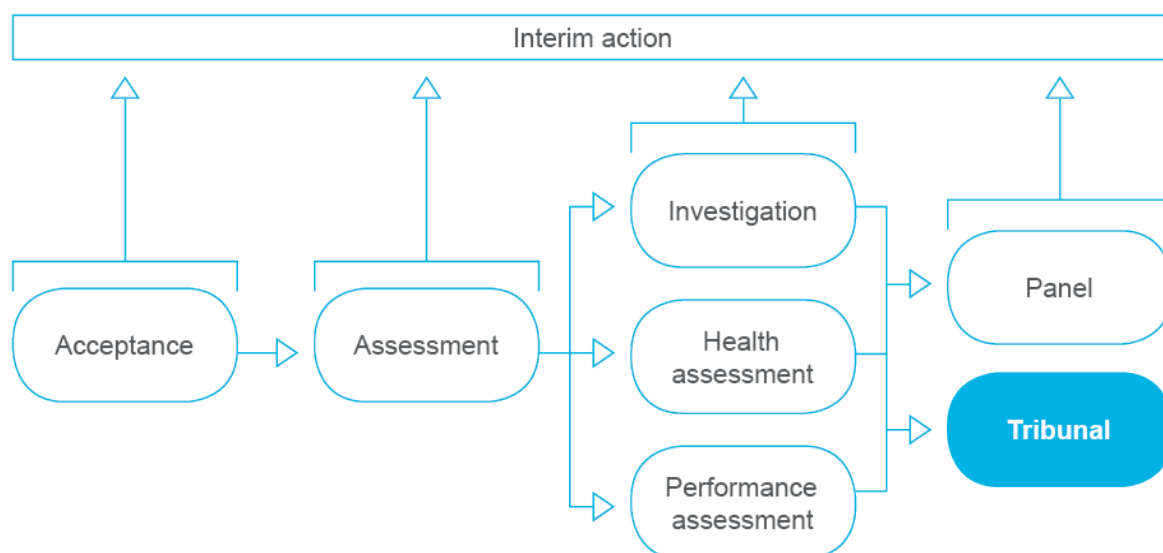 Interim action
Acceptance
Assessment
Investigation
Health
assessment
Performance
assessment
Panel
Tribunal